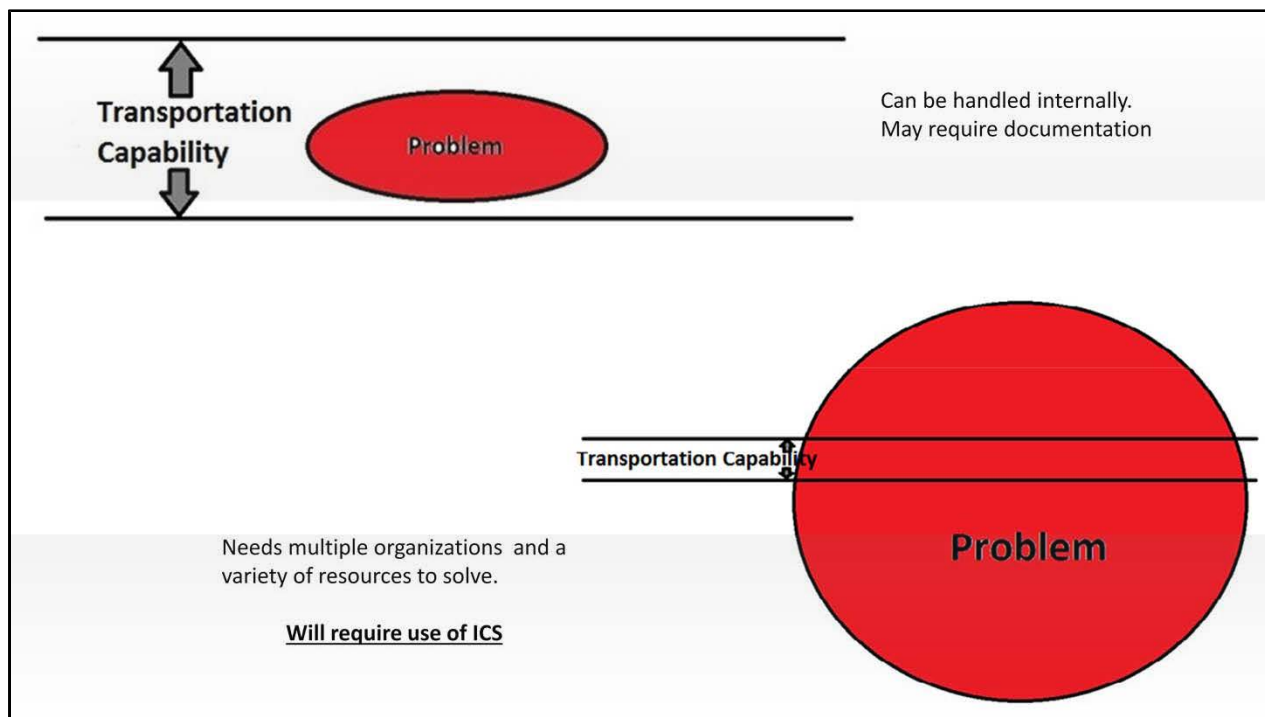 Transportation
Capability
Problem
Can be handled internally.
May require documentation
Transportation Capability
Problem
Needs multiple organizations and a
variety of resources to solve.
Will require use of ICS